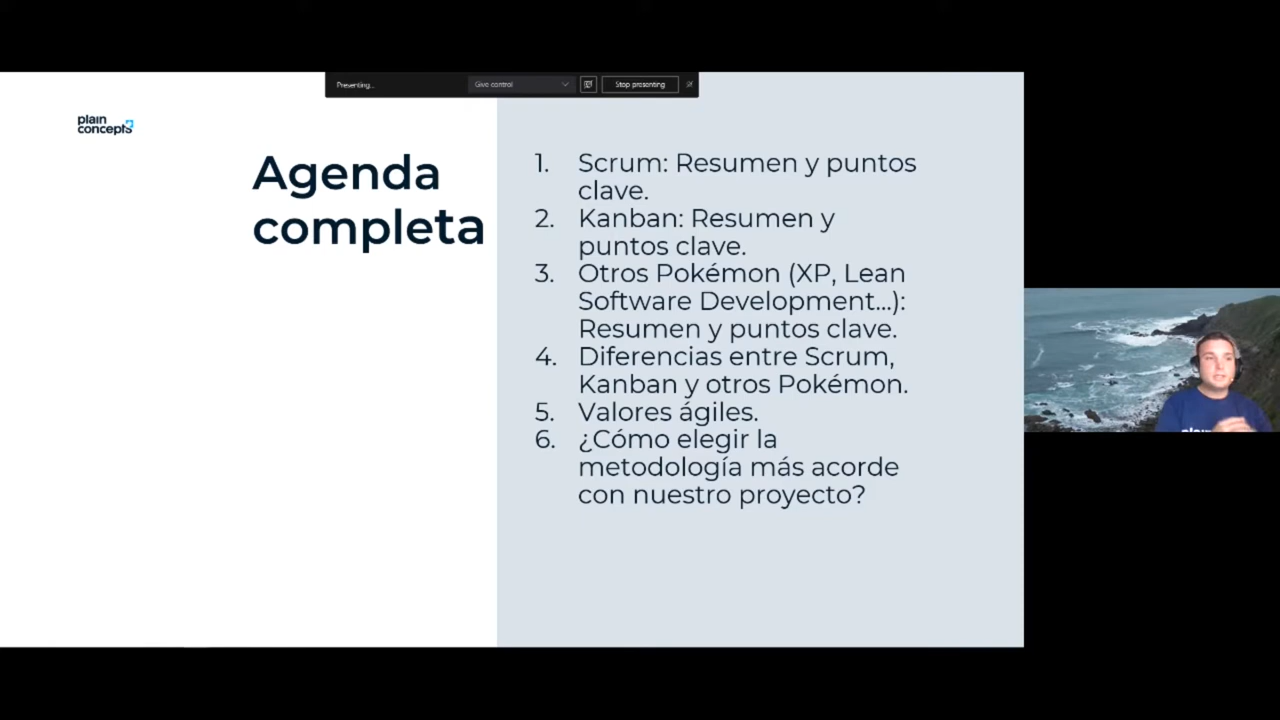 Presenting...
Give control
Stop presenting
plain
concepts
Agenda
completa
1. Scrum: Resumen y puntos
clave.
2. Kanban: Resumen y
puntos clave.
3. Otros Pokémon (XP, Lean
Software Development...):
Resumen y puntos clave.
4. Diferencias entre Scrum,
Kanban y otros Pokémon.
5. Valores ágiles.
6. ¿Cómo elegir la
metodología más acorde
con nuestro proyecto?